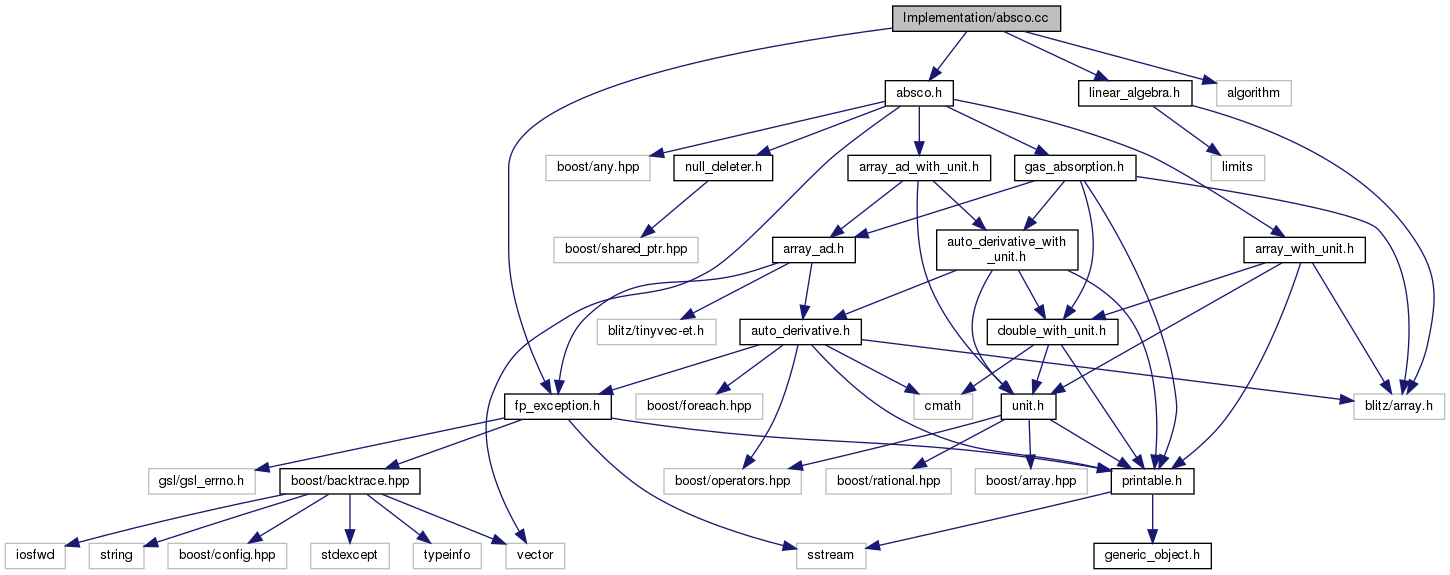 Implementation/absco.cc
absco.h
linear_algebra.h
algorithm
boost/any.hpp
null_deleter.h
array_ad_with_unit.h
gas_absorption.h
limits
boost/shared_ptr.hpp
array_ad.h
auto_derivative_with
_unit.h
array_with_unit.h
blitz/tinyvec-et.h
auto_derivative.h
double_with_unit.h
fp_exception.h
boost/foreach.hpp
cmath
unit.h
blitz/array.h
gsl/gsl_errno.h
boost/backtrace.hpp
boost/operators.hpp
boost/rational.hpp
boost/array.hpp
printable.h
iosfwd
string
boost/config.hpp
stdexcept
typeinfo
vector
sstream
generic_object.h